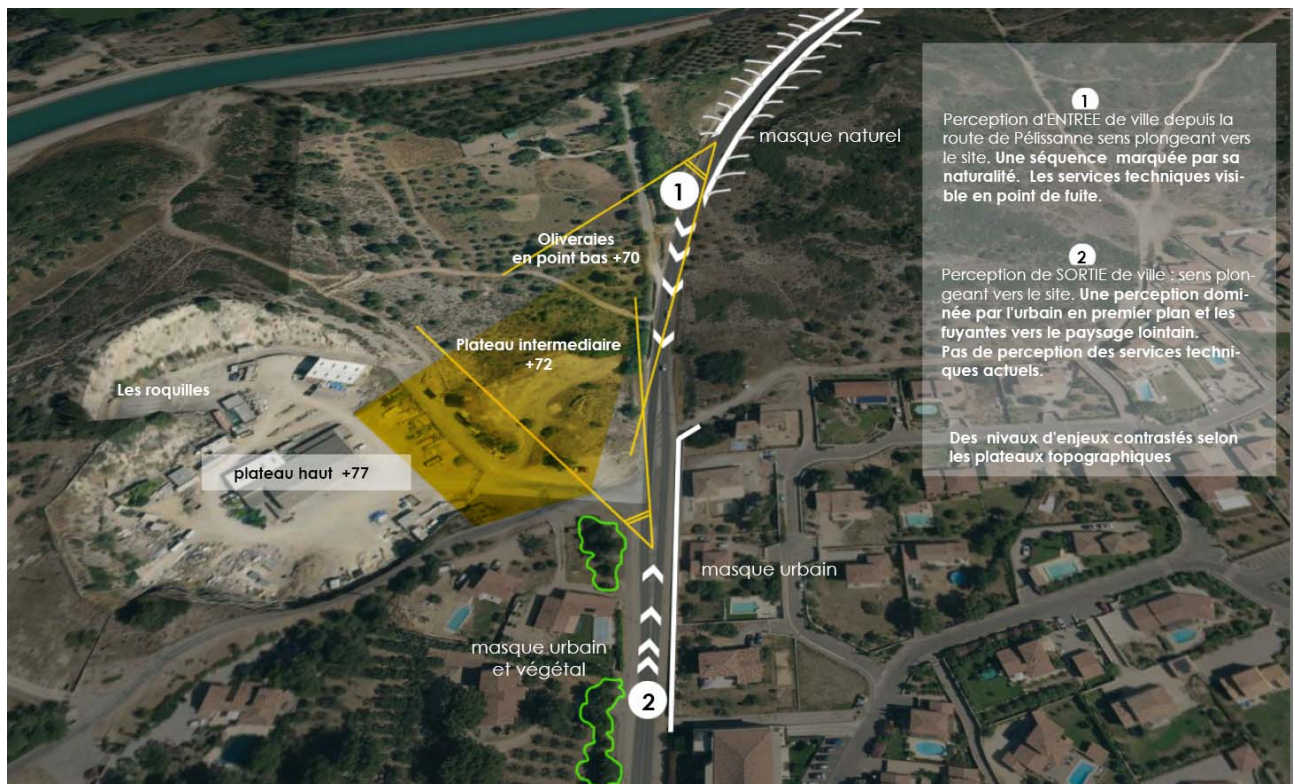 masque naturel
1
Oliveraies
en point bas +70
Plateau intermediaire
+72
Les roquilles
plateau haut +77
masque urbain
masque urbain
et végétal
2
1
Perception d'ENTREE de ville depuis la
route de Pélissanne sens plongeant vers
le site. Une séquence marquée par sa
naturalité. Les services techniques visi-
ble en point de fuite.
2
Perception de SORTIE de ville : sens plon-
geant vers le site. Une perception domi-
née par l'urbain en premier plan et les
fuyantes vers le paysage lointain.
Pas de perception des services techni-
ques actuels.
Des nivaux d'enjeux contrastés selon
les plateaux topographiques